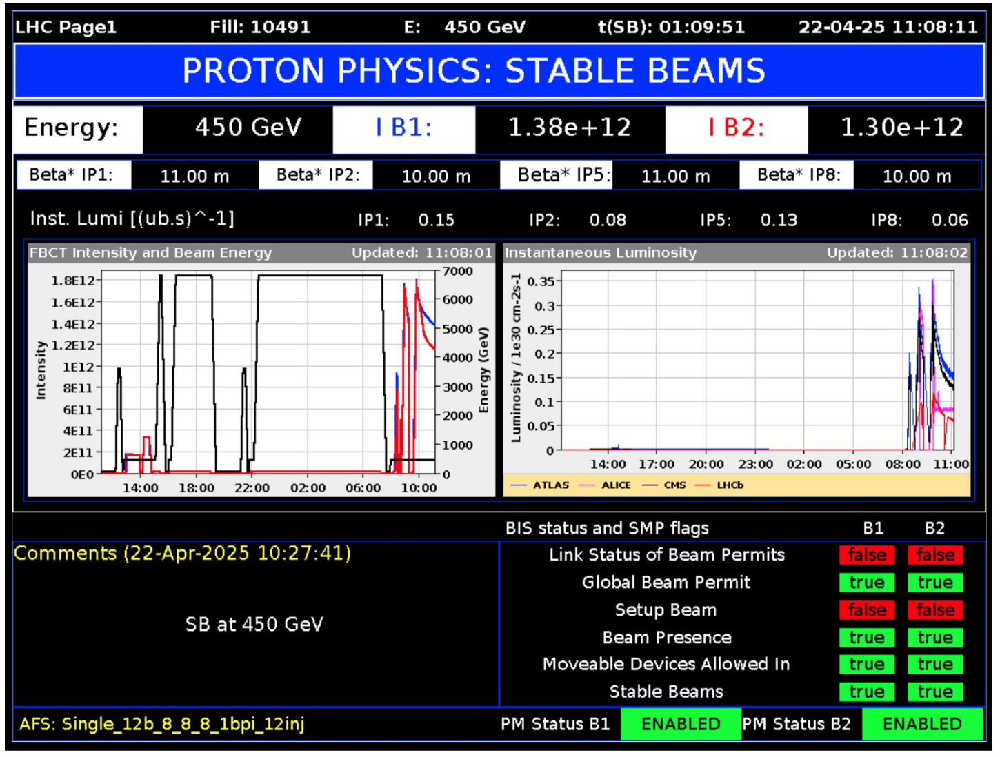 LHC Page1 Fill: 10491 E: 450 GeV t(SB): 01:09:51 22-04-25 11:08:11
PROTON PHYSICS: STABLE BEAMS
Energy: 450 GeV I B1: 1.38e+12 I B2: 1.30e+12
Beta* IP1: 11.00 m Beta* IP2: 10.00 m Beta* IP5: 11.00 m Beta* IP8: 10.00 m
Inst. Lumi [(ub.s)^-1] IP1: 0.15 IP2: 0.08 IP5: 0.13 IP8: 0.06
FBCT Intensity and Beam Energy Updated: 11:08:01
Intensity
1.8E12
1.6E12
1.4E12
1.2E12
1E12
8E11
6E11
4E11
2E11
0E0
7000
6000
5000
4000
3000
2000
1000
0
Energy (GeV)
14:00 18:00 22:00 02:00 06:00 10:00
Instantaneous Luminosity Updated: 11:08:02
Luminosity / 1e30 cm-2s-1
0.35
0.3
0.25
0.2
0.15
0.1
0.05
0
14:00 17:00 20:00 23:00 02:00 05:00 08:00 11:00
ATLAS ALICE CMS LHCb
BIS status and SMP flags B1 B2
Comments (22-Apr-2025 10:27:41)
SB at 450 GeV
Link Status of Beam Permits false false
Global Beam Permit true true
Setup Beam false false
Beam Presence true true
Moveable Devices Allowed In true true
Stable Beams true true
AFS: Single_12b_8_8_8_1bpi_12inj PM Status B1 ENABLED PM Status B2 ENABLED